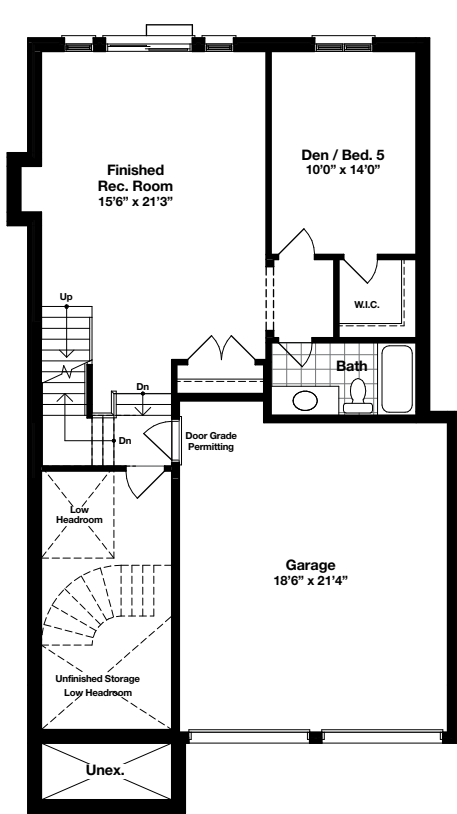 Finished
Rec. Room
15’6” x 21’3”
Den / Bed. 5
10’0” x 14’0”
Up
W.I.C.
Bath
Dn
Dn
Door Grade
Permitting
Low
Headroom
Garage
18’6” x 21’4”
Unfinished Storage
Low Headroom
Unex.